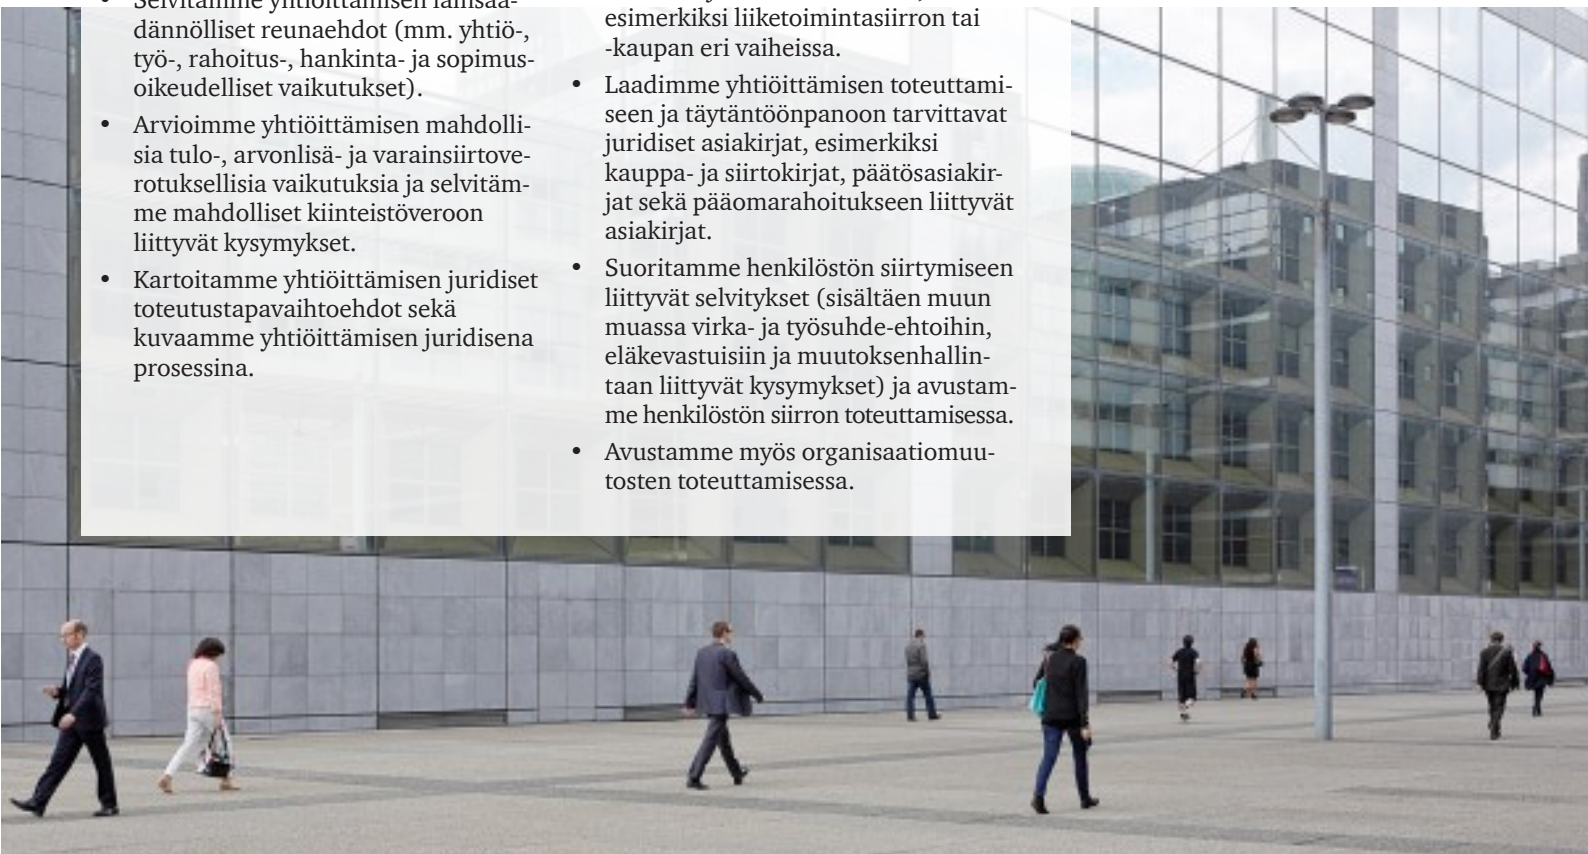 • Selvitämme yhtiöittämisen lainsää-
dännölliset reunaehdot (mm. yhtiö-,
työ-, rahoitus-, hankinta- ja sopimus-
oikeudelliset vaikutukset).
• Arvioimme yhtiöittämisen mahdolli-
sia tulo-, arvonlisä- ja varainsiirtove-
rotuksellisia vaikutuksia ja selvitäm-
me mahdolliset kiinteistöveroon
liittyvät kysymykset.
• Kartoitamme yhtiöittämisen juridiset
toteutustapavaihtoehdot sekä
kuvaamme yhtiöittämisen juridisena
prosessina.
esimerkiksi liiketoimintasiirron tai
-kaupan eri vaiheissa.
• Laadimme yhtiöittämisen toteuttami-
seen ja täytäntöönpanoon tarvittavat
juridiset asiakirjat, esimerkiksi
kauppa- ja siirtokirjat, päätösasiakir-
jat sekä pääomarahoitukseen liittyvät
asiakirjat.
• Suoritamme henkilöstön siirtymiseen
liittyvät selvitykset (sisältäen muun
muassa virka- ja työsuhde-ehtoihin,
eläkevastuisiin ja muutoksenhallin-
taan liittyvät kysymykset) ja avustam-
me henkilöstön siirron toteuttamisessa.
• Avustamme myös organisaatiomuu-
tosten toteuttamisessa.